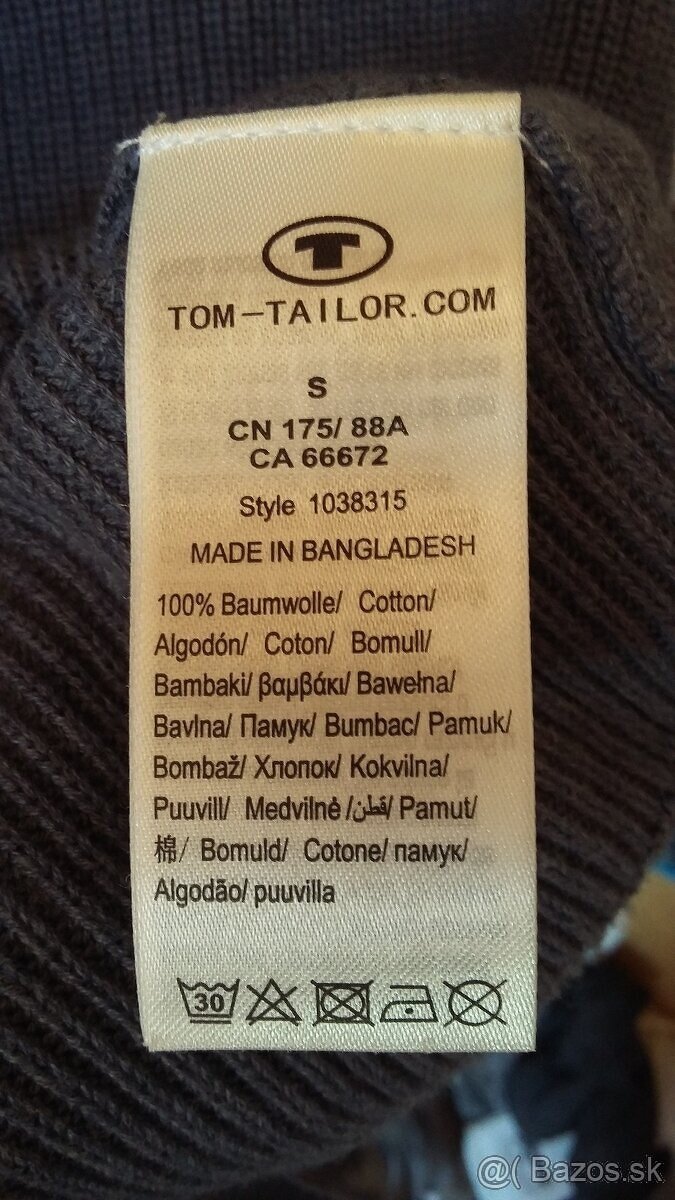 T
TOM-TAILOR.COM
S
CN 175/ 88A
CA 66672
Style 1038315
MADE IN BANGLADESH
100% Baumwolle/ Cotton/
Algodón/ Coton/ Bomull/
Bambaki/ βαμβάκι/ Bawełna/
Bavlna/ Памук/ Bumbac/ Pamuk/
Bombaž/ Хлопок/ Kokvilna/
Puuvill/ Medvilnė /قطن/ Pamut/
棉/ Bomuld/ Cotone/ памук/
Algodão/ puuvilla
30
@( Bazos.sk